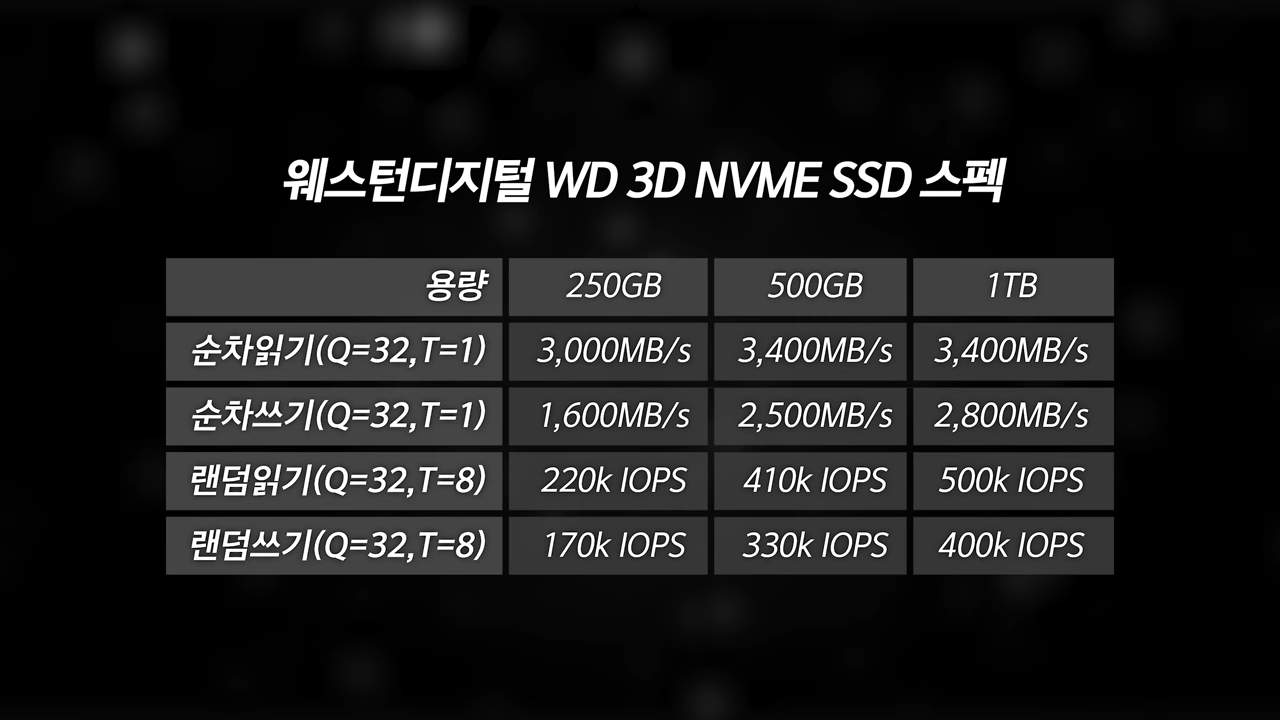 웨스턴디지털 WD 3D NVME SSD 스펙
용량 250GB 500GB 1TB
순차읽기(Q=32,T=1) 3,000MB/s 3,400MB/s 3,400MB/s
순차쓰기(Q=32,T=1) 1,600MB/s 2,500MB/s 2,800MB/s
랜덤읽기(Q=32,T=8) 220k IOPS 410k IOPS 500k IOPS
랜덤쓰기(Q=32,T=8) 170k IOPS 330k IOPS 400k IOPS